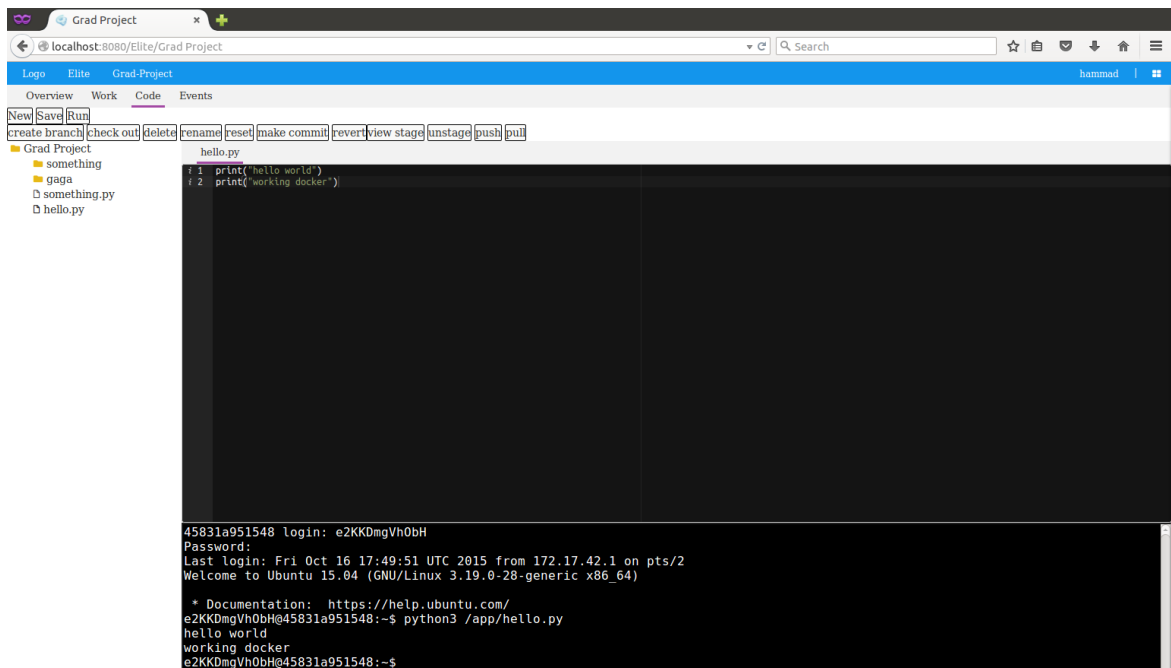 Grad Project
localhost:8080/Elite/Grad Project
Search
Logo Elite Grad-Project hammad
Overview Work Code Events
New Save Run
create branch check out delete rename reset make commit revert view stage unstage push pull
Grad Project
something
gaga
something.py
hello.py
hello.py
i 1 print("hello world")
i 2 print("working docker")
45831a951548 login: e2KKDmgVhObH
Password:
Last login: Fri Oct 16 17:49:51 UTC 2015 from 172.17.42.1 on pts/2
Welcome to Ubuntu 15.04 (GNU/Linux 3.19.0-28-generic x86_64)
* Documentation: https://help.ubuntu.com/
e2KKDmgVhObH@45831a951548:~$ python3 /app/hello.py
hello world
working docker
e2KKDmgVhObH@45831a951548:~$